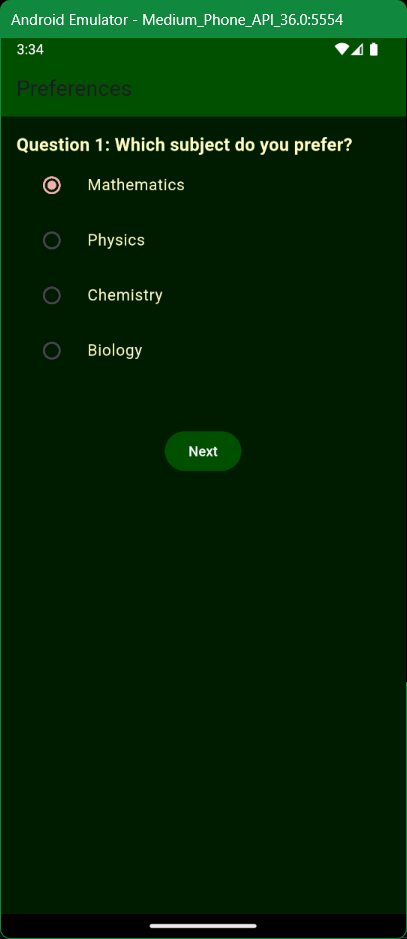 Android Emulator - Medium_Phone_API_36.0:5554
3:34
Preferences
Question 1: Which subject do you prefer?
Mathematics
Physics
Chemistry
Biology
Next